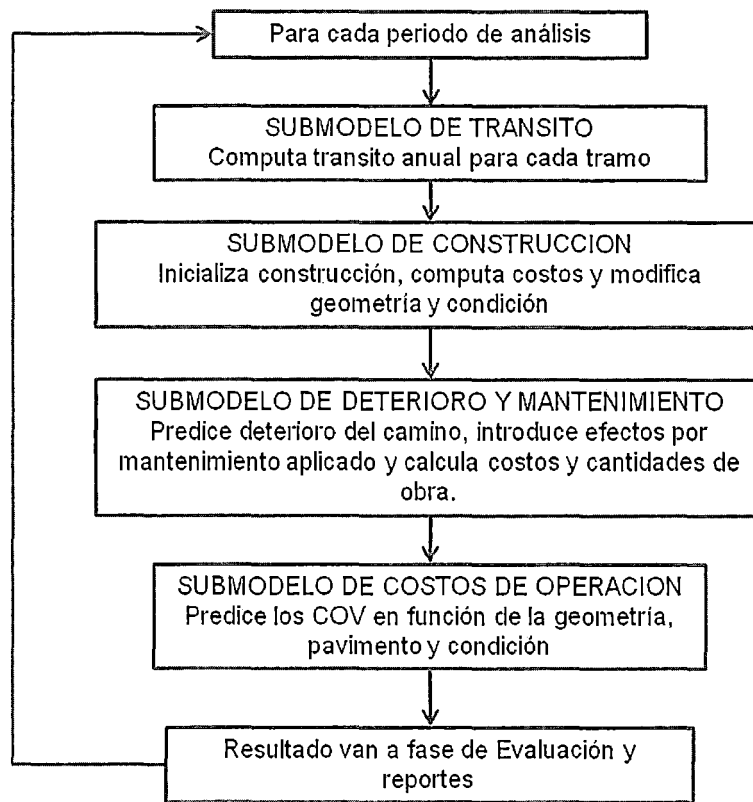 Para cada periodo de análisis
SUBMODELO DE TRANSITO
Computa transito anual para cada tramo
SUBMODELO DE CONSTRUCCION
Inicializa construcción, computa costos y modifica
geometría y condición
SUBMODELO DE DETERIORO Y MANTENIMIENTO
Predice deterioro del camino, introduce efectos por
mantenimiento aplicado y calcula costos y cantidades de
obra.
SUBMODELO DE COSTOS DE OPERACION
Predice los COV en función de la geometría,
pavimento y condición
Resultado van a fase de Evaluación y
reportes